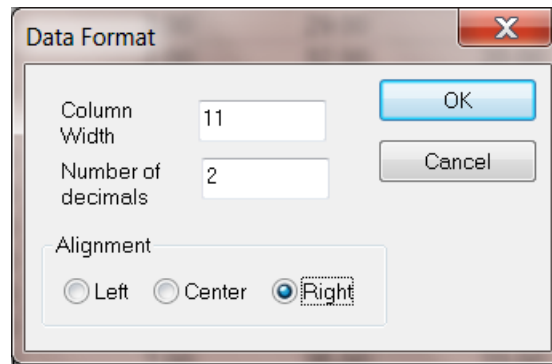 Data Format
Column
Width
11
OK
Number of
decimals
2
Cancel
Alignment
Left
Center
Right